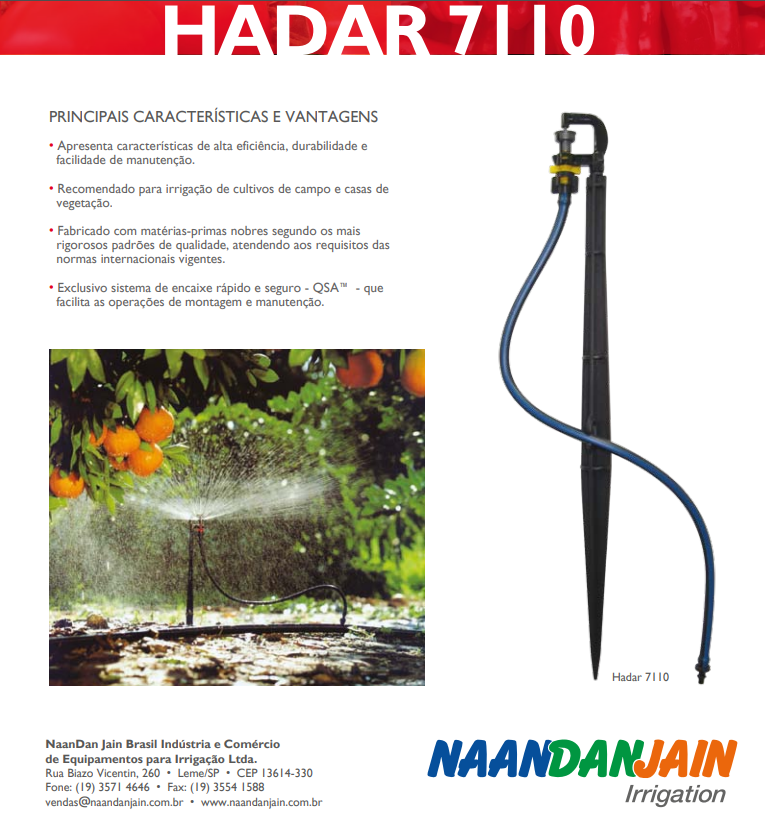 HADAR 7110
PRINCIPAIS CARACTERÍSTICAS E VANTAGENS
• Apresenta características de alta eficiência, durabilidade e
facilidade de manutenção.
• Recomendado para irrigação de cultivos de campo e casas de
vegetação.
• Fabricado com matérias-primas nobres segundo os mais
rigorosos padrões de qualidade, atendendo aos requisitos das
normas internacionais vigentes.
• Exclusivo sistema de encaixe rápido e seguro - QSA™ - que
facilita as operações de montagem e manutenção.
Hadar 7110
NaanDan Jain Brasil Indústria e Comércio
de Equipamentos para Irrigação Ltda.
Rua Biazo Vicentin, 260 • Leme/SP • CEP 13614-330
Fone: (19) 3571 4646 • Fax: (19) 3554 1588
vendas@naandanjain.com.br • www.naandanjain.com.br
NAANDANJAIN
Irrigation